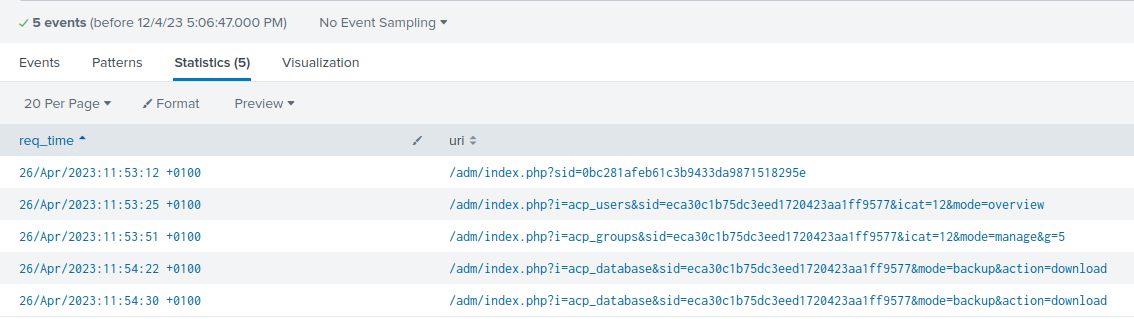 5 events (before 12/4/23 5:06:47.000 PM) No Event Sampling
Events Patterns Statistics (5) Visualization
20 Per Page Format Preview
req_time uri
26/Apr/2023:11:53:12 +0100 /adm/index.php?sid=0bc281afeb61c3b9433da9871518295e
26/Apr/2023:11:53:25 +0100 /adm/index.php?i=acp_users&sid=eca30c1b75dc3eed1720423aa1ff9577&icat=12&mode=overview
26/Apr/2023:11:53:51 +0100 /adm/index.php?i=acp_groups&sid=eca30c1b75dc3eed1720423aa1ff9577&icat=12&mode=manage&g=5
26/Apr/2023:11:54:22 +0100 /adm/index.php?i=acp_database&sid=eca30c1b75dc3eed1720423aa1ff9577&mode=backup&action=download
26/Apr/2023:11:54:30 +0100 /adm/index.php?i=acp_database&sid=eca30c1b75dc3eed1720423aa1ff9577&mode=backup&action=download